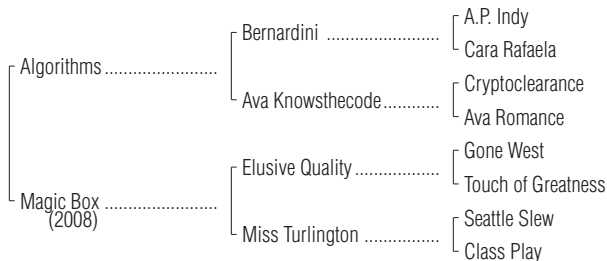 A.P. Indy
Bernardini ........................
Cara Rafaela
Algorithms ........................
Cryptoclearance
Ava Knowsthecode............
Ava Romance
Gone West
Elusive Quality ..................
Touch of Greatness
Magic Box ........................
(2008)
Seattle Slew
Miss Turlington ................
Class Play